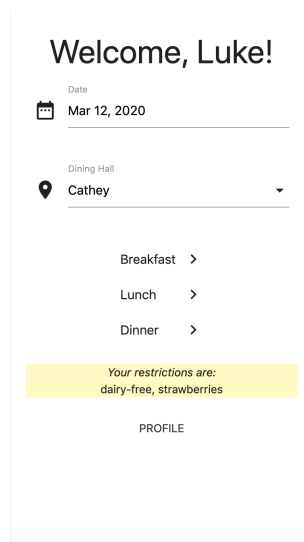 Welcome, Luke!
Date
Mar 12, 2020
Dining Hall
Cathey
Breakfast
Lunch
Dinner
Your restrictions are:
dairy-free, strawberries
PROFILE